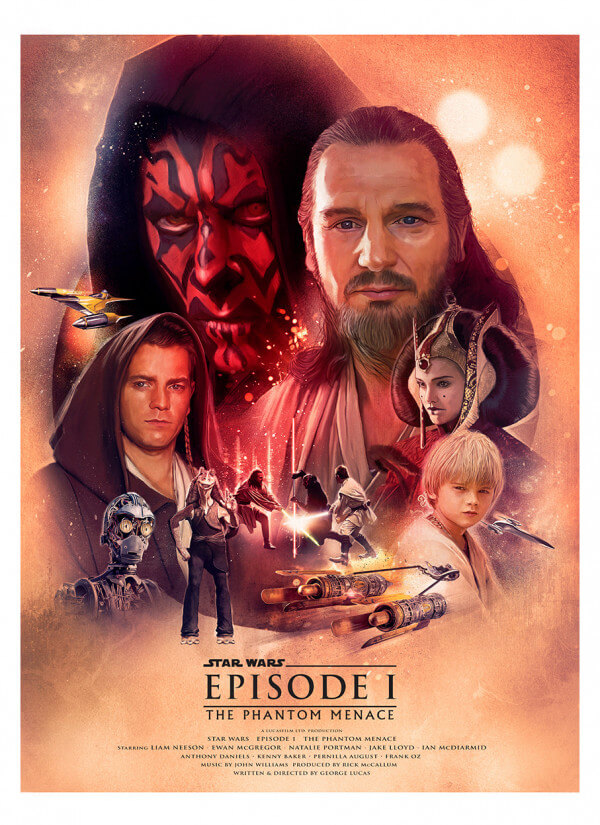 STAR WARS
EPISODE I
THE PHANTOM MENACE
A LUCASFILM LTD. PRODUCTION
STAR WARS EPISODE I THE PHANTOM MENACE
STARRING LIAM NEESON · EWAN McGREGOR · NATALIE PORTMAN · JAKE LLOYD · IAN McDIARMID
ANTHONY DANIELS · KENNY BAKER · PERNILLA AUGUST · FRANK OZ
MUSIC BY JOHN WILLIAMS PRODUCED BY RICK McCALLUM
WRITTEN & DIRECTED BY GEORGE LUCAS